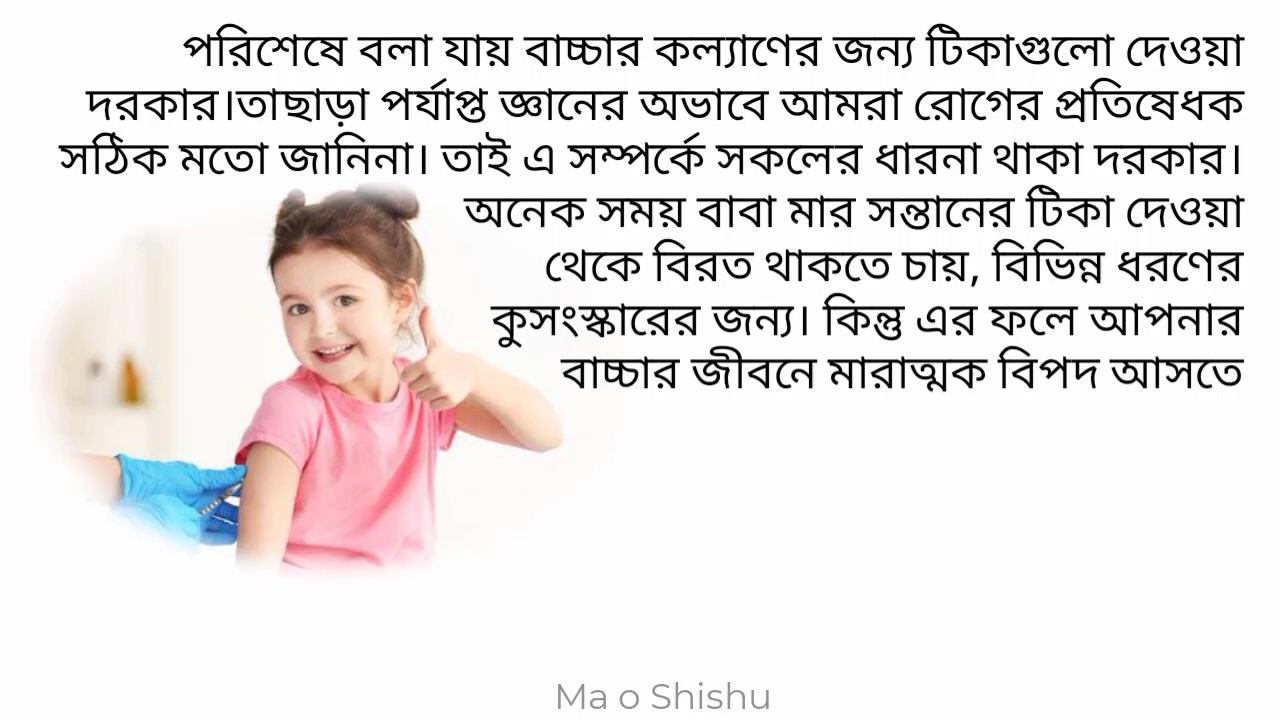 পরিশেষে বলা যায় বাচ্চার কল্যাণের জন্য টিকাগুলো দেওয়া
দরকার।তাছাড়া পর্যাপ্ত জ্ঞানের অভাবে আমরা রোগের প্রতিষেধক
সঠিক মতো জানিনা। তাই এ সম্পর্কে সকলের ধারনা থাকা দরকার।
অনেক সময় বাবা মার সন্তানের টিকা দেওয়া
থেকে বিরত থাকতে চায়, বিভিন্ন ধরণের
কুসংস্কারের জন্য। কিন্তু এর ফলে আপনার
বাচ্চার জীবনে মারাত্মক বিপদ আসতে
Ma o Shishu